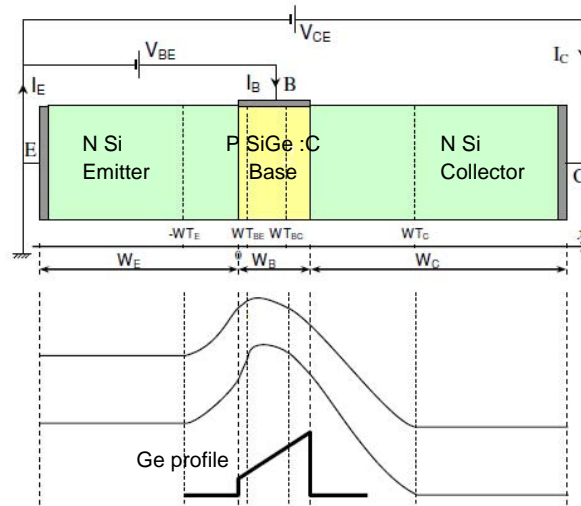 V_CE
V_BE
I_E
I_B B
I_C
N Si
Emitter
P SiGe :C
Base
N Si
Collector
E
C
-WT_E
WT_BE
WT_BC
WT_C
x
0
W_E
W_B
W_C
Ge profile